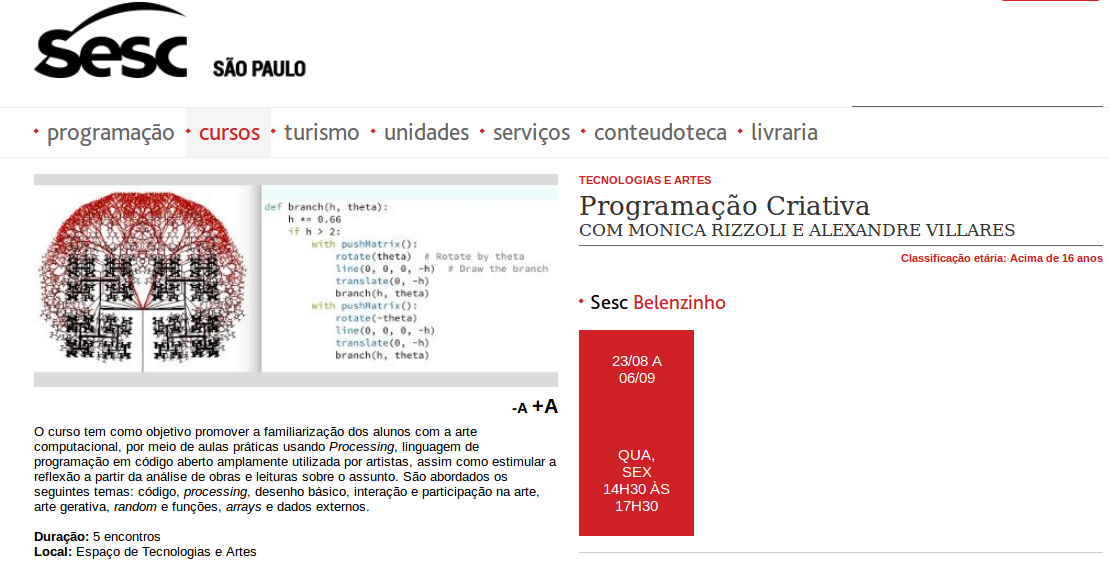 Sesc SÃO PAULO
programação cursos turismo unidades serviços conteudoteca livraria
def branch(h, theta):
h *= 0.66
if h > 2:
with pushMatrix():
rotate(theta) # Rotate by theta
line(0, 0, 0, -h) # Draw the branch
translate(0, -h)
branch(h, theta)
with pushMatrix():
rotate(-theta)
line(0, 0, 0, -h)
translate(0, -h)
branch(h, theta)
-A +A
O curso tem como objetivo promover a familiarização dos alunos com a arte
computacional, por meio de aulas práticas usando Processing, linguagem de
programação em código aberto amplamente utilizada por artistas, assim como estimular a
reflexão a partir da análise de obras e leituras sobre o assunto. São abordados os
seguintes temas: código, processing, desenho básico, interação e participação na arte,
arte gerativa, random e funções, arrays e dados externos.
Duração: 5 encontros
Local: Espaço de Tecnologias e Artes
TECNOLOGIAS E ARTES
Programação Criativa
COM MONICA RIZZOLI E ALEXANDRE VILLARES
Classificação etária: Acima de 16 anos
Sesc Belenzinho
23/08 A
06/09
QUA,
SEX
14H30 ÀS
17H30